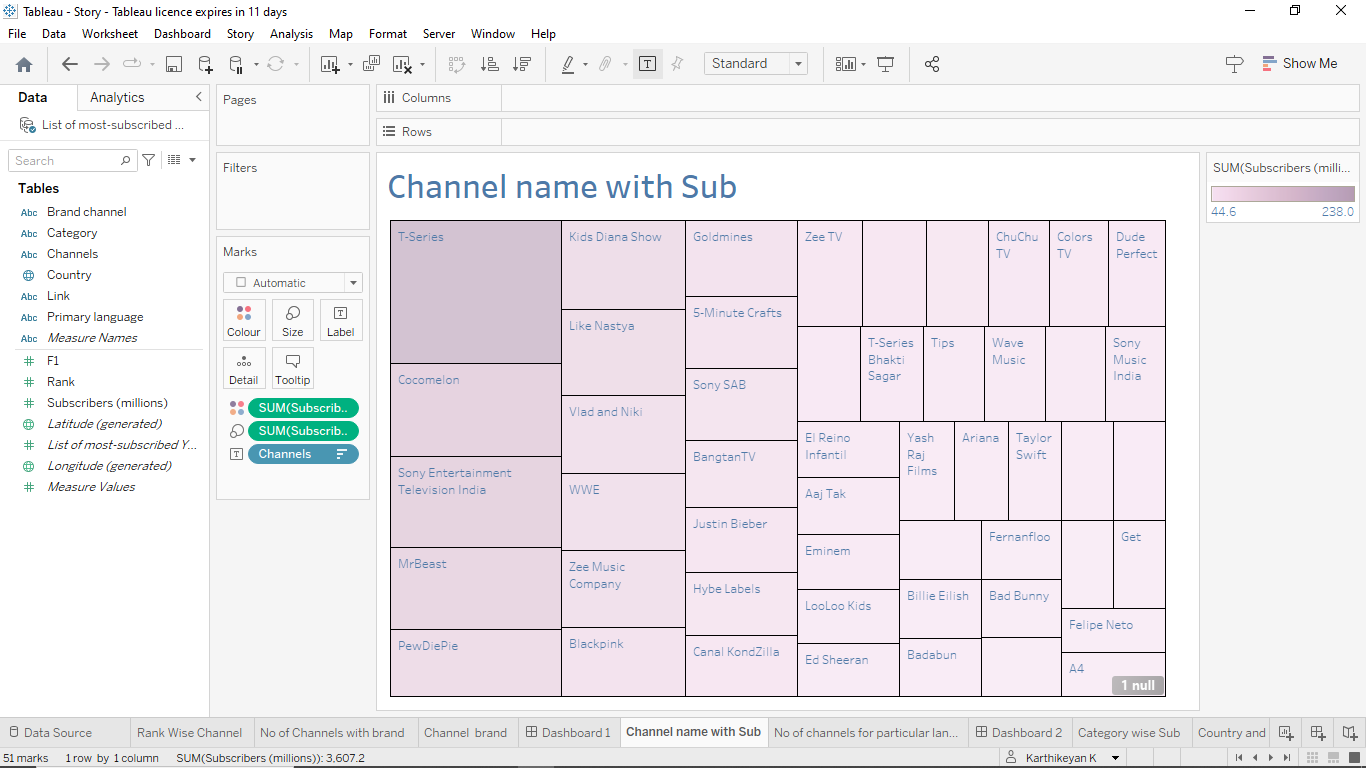 Tableau - Story - Tableau licence expires in 11 days
File Data Worksheet Dashboard Story Analysis Map Format Server Window Help
Standard
Show Me
Data Analytics
List of most-subscribed ...
Search
Tables
Abc Brand channel
Abc Category
Abc Channels
Country
Abc Link
Abc Primary language
Abc Measure Names
F1
Rank
Subscribers (millions)
Latitude (generated)
List of most-subscribed Y...
Longitude (generated)
Measure Values
Pages
Filters
Marks
Automatic
Colour Size Label
Detail Tooltip
SUM(Subscrib..
SUM(Subscrib..
Channels
Columns
Rows
Channel name with Sub
T-Series
Cocomelon
Sony Entertainment
Television India
MrBeast
PewDiePie
Kids Diana Show
Like Nastya
Vlad and Niki
WWE
Zee Music
Company
Blackpink
Goldmines
5-Minute Crafts
Sony SAB
BangtanTV
Justin Bieber
Hybe Labels
Canal KondZilla
Zee TV
ChuChu
TV
Colors
TV
Dude
Perfect
T-Series
Bhakti
Sagar
Tips
Wave
Music
Sony
Music
India
El Reino
Infantil
Aaj Tak
Eminem
LooLoo Kids
Ed Sheeran
Yash
Raj
Films
Ariana
Taylor
Swift
Fernanfloo
Get
Billie Eilish
Bad Bunny
Badabun
Felipe Neto
A4
1 null
SUM(Subscribers (milli...
44.6 238.0
Data Source Rank Wise Channel No of Channels with brand Channel brand Dashboard 1 Channel name with Sub No of channels for particular lan... Dashboard 2 Category wise Sub Country and
51 marks 1 row by 1 column SUM(Subscribers (millions)): 3,607.2 Karthikeyan K